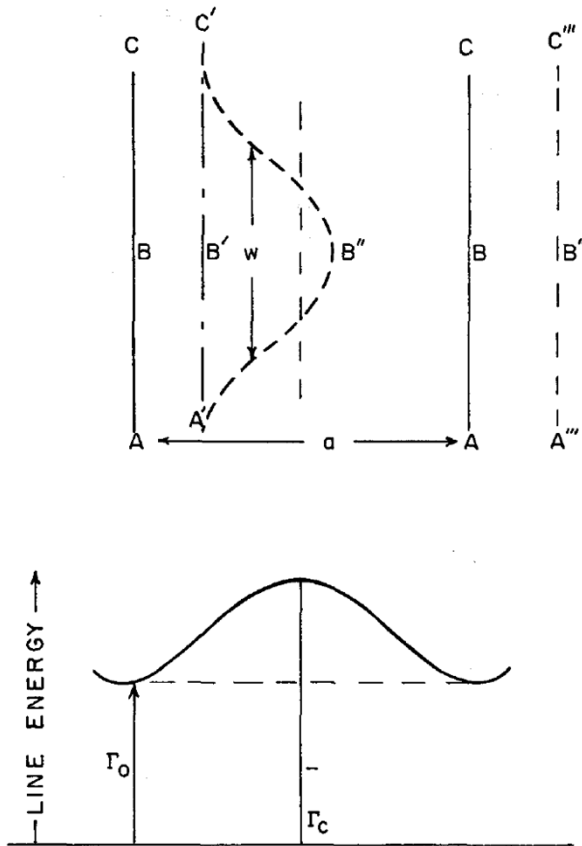 C C′ C C‴
B B′ w B″ B B′
A′
A a A A‴
LINE ENERGY
Γ₀
Γc